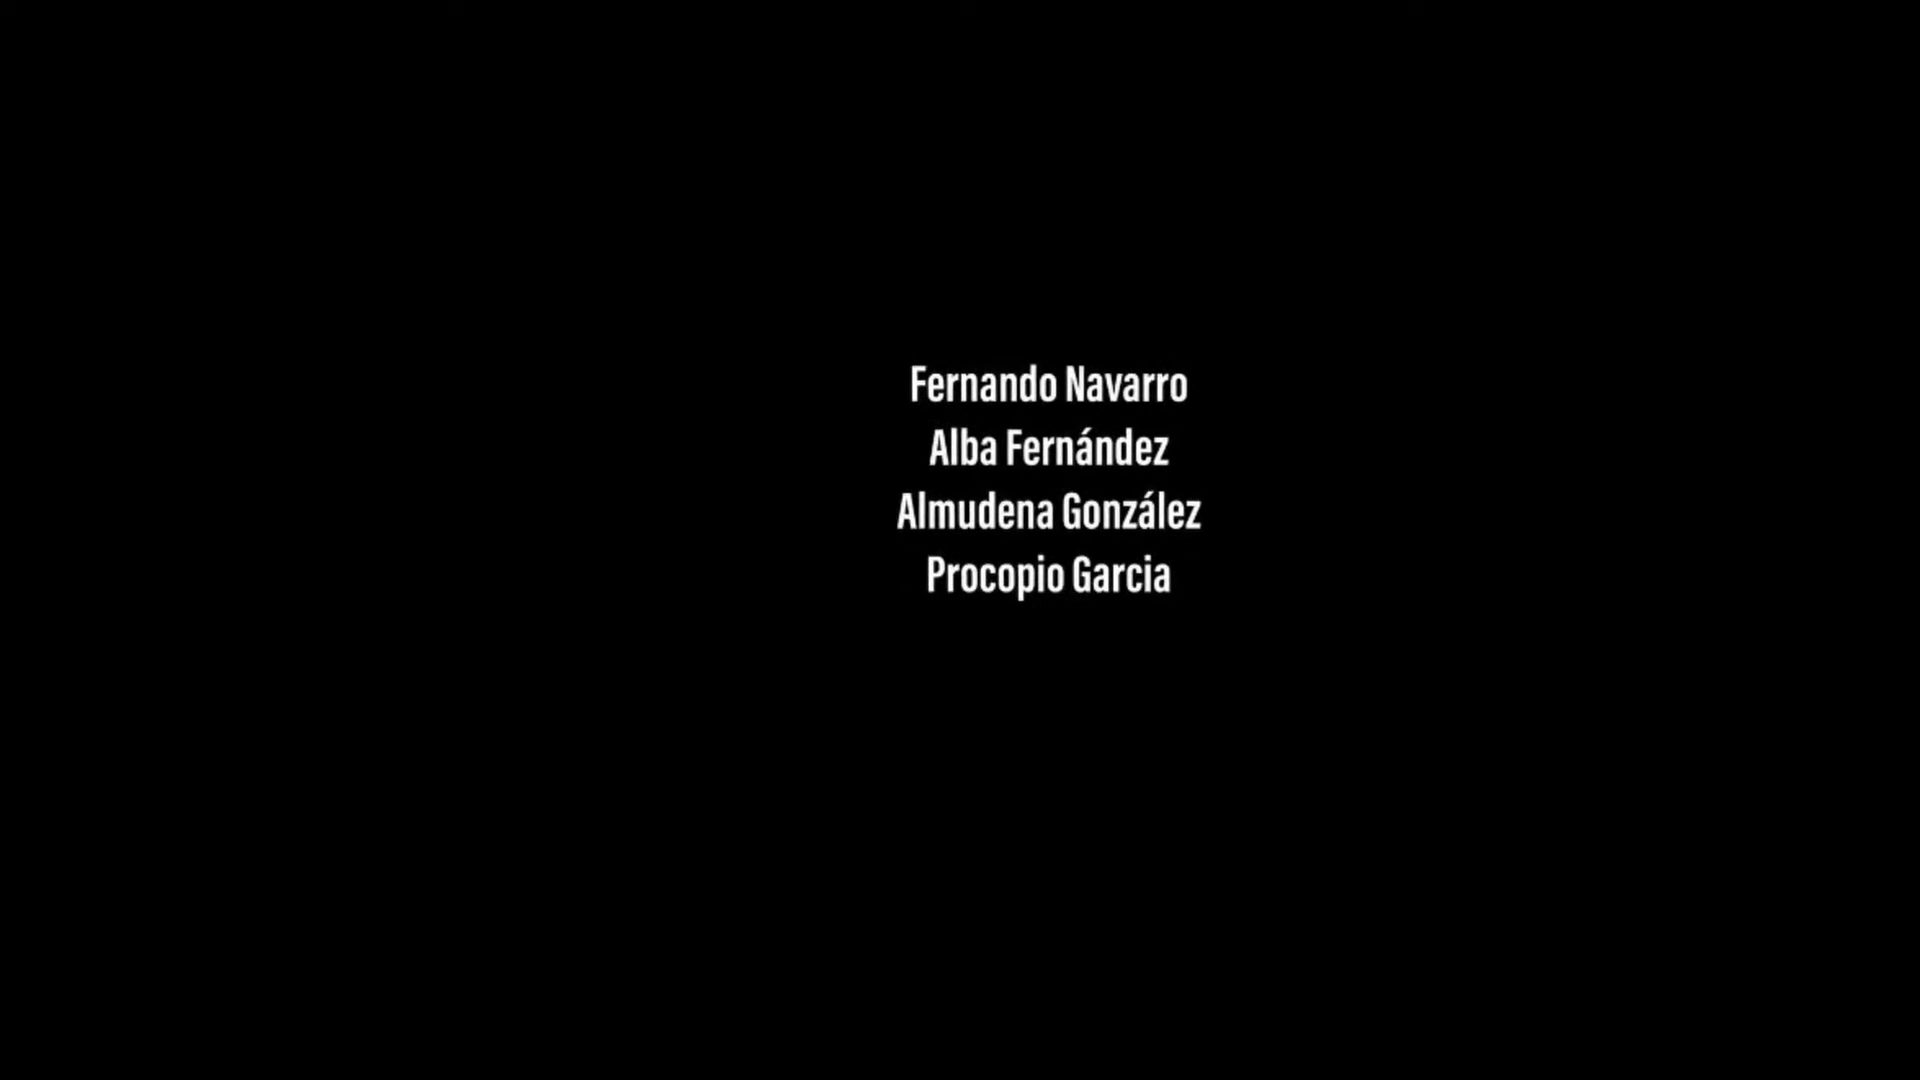 Fernando Navarro
Alba Fernández
Almudena González
Procopio Garcia